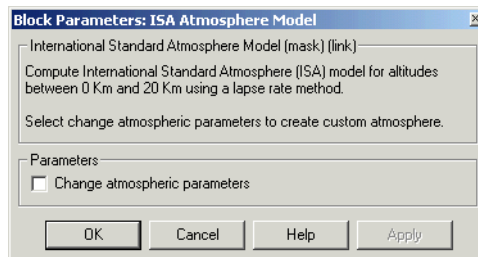 Block Parameters: ISA Atmosphere Model
International Standard Atmosphere Model (mask) (link)
Compute International Standard Atmosphere (ISA) model for altitudes
between 0 Km and 20 Km using a lapse rate method.
Select change atmospheric parameters to create custom atmosphere.
Parameters
Change atmospheric parameters
OK Cancel Help Apply